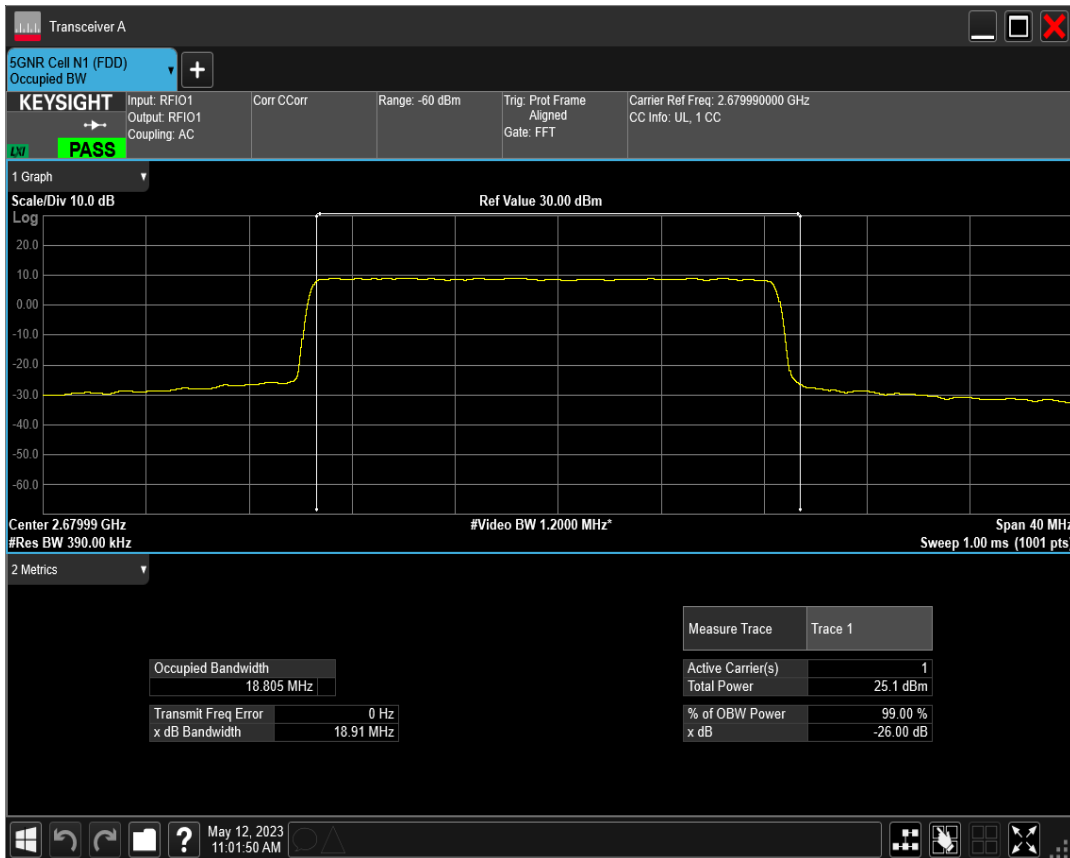 Transceiver A
5GNR Cell N1 (FDD)
Occupied BW
+
KEYSIGHT
LXI
PASS
Input: RFIO1
Output: RFIO1
Coupling: AC
Corr CCorr
Range: -60 dBm
Trig: Prot Frame
Aligned
Gate: FFT
Carrier Ref Freq: 2.679990000 GHz
CC Info: UL, 1 CC
1 Graph
Scale/Div 10.0 dB
Ref Value 30.00 dBm
Log
20.0
10.0
0.00
-10.0
-20.0
-30.0
-40.0
-50.0
-60.0
Center 2.67999 GHz
#Video BW 1.2000 MHz*
Span 40 MHz
#Res BW 390.00 kHz
Sweep 1.00 ms (1001 pts)
2 Metrics
Measure Trace Trace 1
Occupied Bandwidth
18.805 MHz
Active Carrier(s) 1
Total Power 25.1 dBm
Transmit Freq Error 0 Hz
x dB Bandwidth 18.91 MHz
% of OBW Power 99.00 %
x dB -26.00 dB
?
May 12, 2023
11:01:50 AM